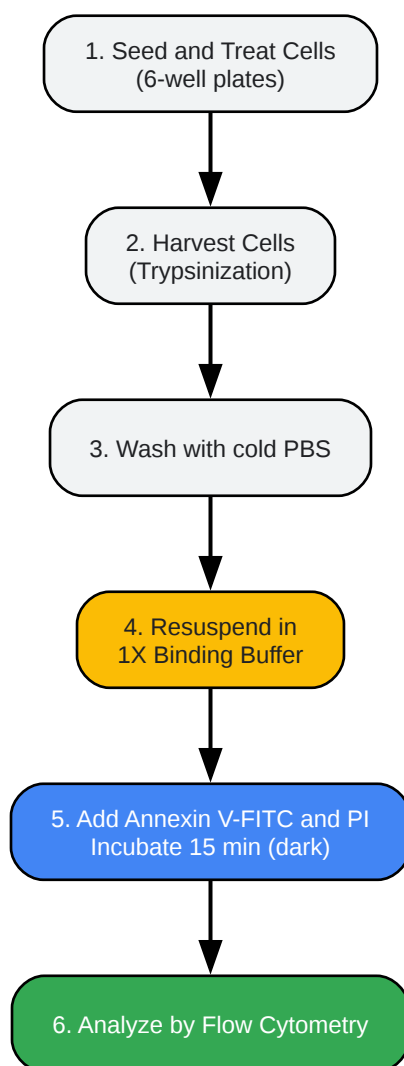 1. Seed and Treat Cells
(6-well plates)
2. Harvest Cells
(Trypsinization)
3. Wash with cold PBS
4. Resuspend in
1X Binding Buffer
5. Add Annexin V-FITC and PI
Incubate 15 min (dark)
6. Analyze by Flow Cytometry